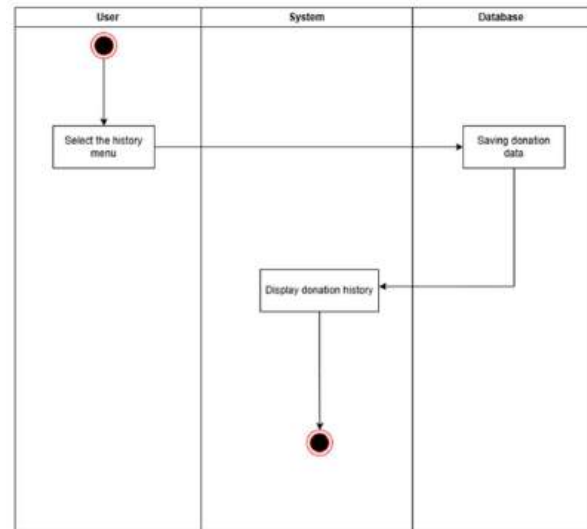 User
System
Database
Select the history
menu
Saving donation
data
Display donation history